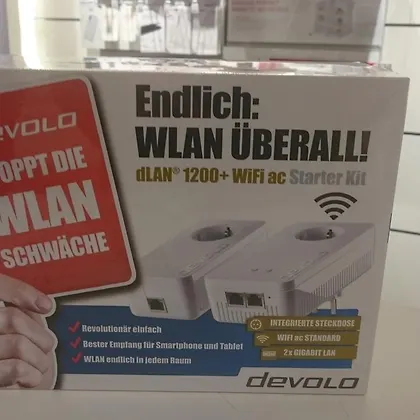 EVOLO
OPPT DIE
WLAN
SCHWÄCHE
Endlich:
WLAN ÜBERALL!
dLAN® 1200+ WiFi ac Starter Kit
Revolutionär einfach
Bester Empfang für Smartphone und Tablet
WLAN endlich in jedem Raum
INTEGRIERTE STECKDOSE
WIFI ac STANDARD
2x GIGABIT LAN
devolo